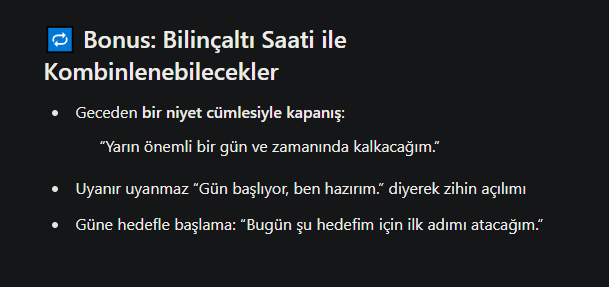 🔁 Bonus: Bilinçaltı Saati ile
Kombinlenebilecekler
• Geceden bir niyet cümlesiyle kapanış:
“Yarın önemli bir gün ve zamanında kalkacağım.”
• Uyanır uyanmaz “Gün başlıyor, ben hazırım.” diyerek zihin açılımı
• Güne hedefle başlama: “Bugün şu hedefim için ilk adımı atacağım.”